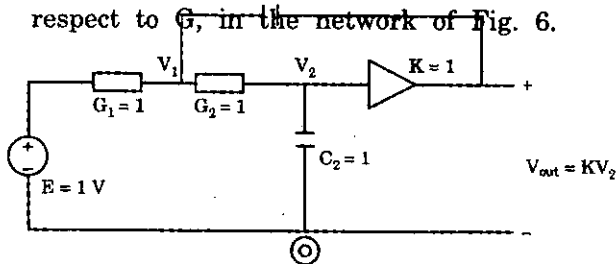 respect to G, in the network of Fig. 6.
V₁
V₂
K = 1
G₁ = 1
G₂ = 1
+
+
−
E = 1 V
C₂ = 1
V_out = KV₂
−